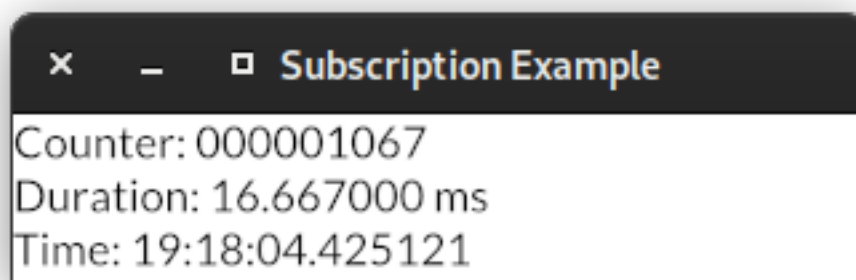 Subscription Example
Counter: 000001067
Duration: 16.667000 ms
Time: 19:18:04.425121